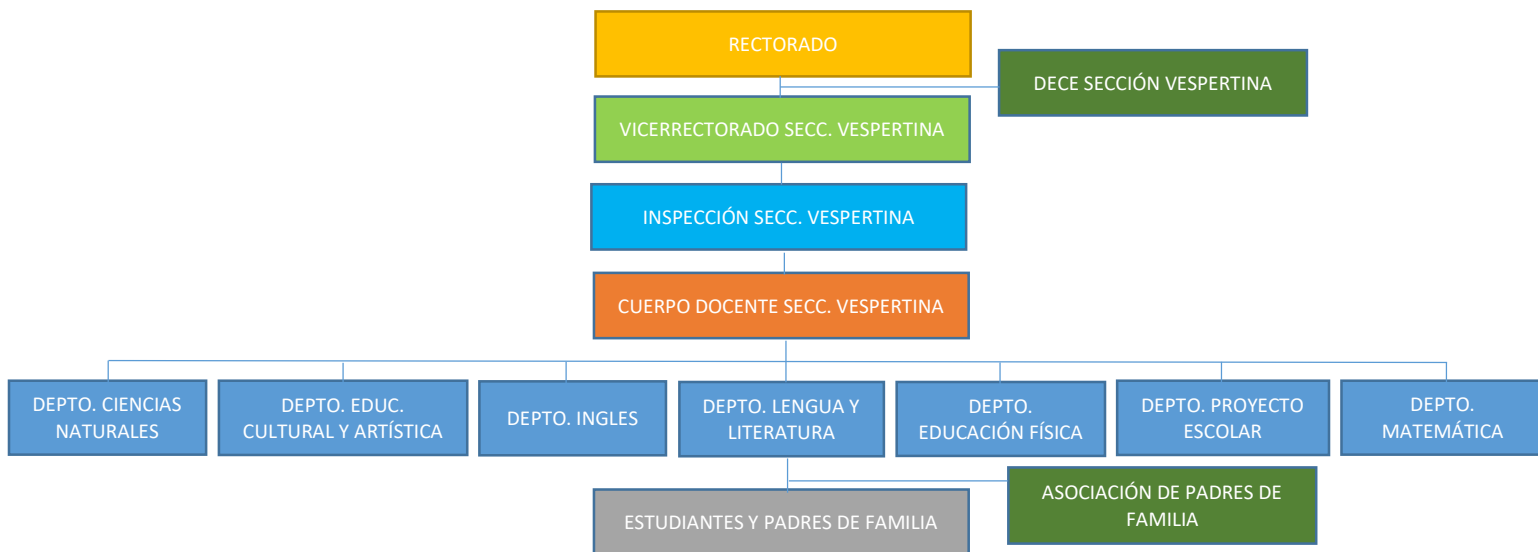 RECTORADO
DECE SECCIÓN VESPERTINA
VICERRECTORADO SECC. VESPERTINA
INSPECCIÓN SECC. VESPERTINA
CUERPO DOCENTE SECC. VESPERTINA
DEPTO. CIENCIAS
NATURALES
DEPTO. EDUC.
CULTURAL Y ARTÍSTICA
DEPTO. INGLES
DEPTO. LENGUA Y
LITERATURA
DEPTO.
EDUCACIÓN FÍSICA
DEPTO. PROYECTO
ESCOLAR
DEPTO.
MATEMÁTICA
ASOCIACIÓN DE PADRES DE
FAMILIA
ESTUDIANTES Y PADRES DE FAMILIA